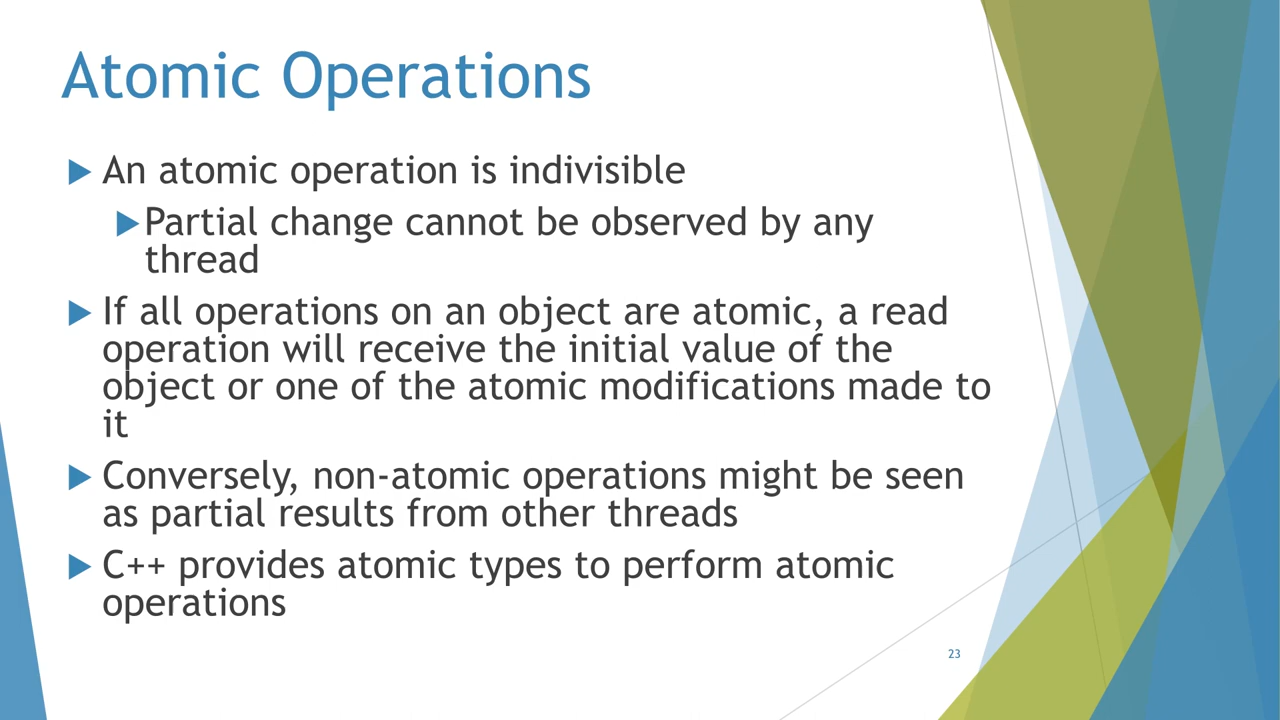 Atomic Operations
An atomic operation is indivisible
Partial change cannot be observed by any
thread
If all operations on an object are atomic, a read
operation will receive the initial value of the
object or one of the atomic modifications made to
it
Conversely, non-atomic operations might be seen
as partial results from other threads
C++ provides atomic types to perform atomic
operations
23